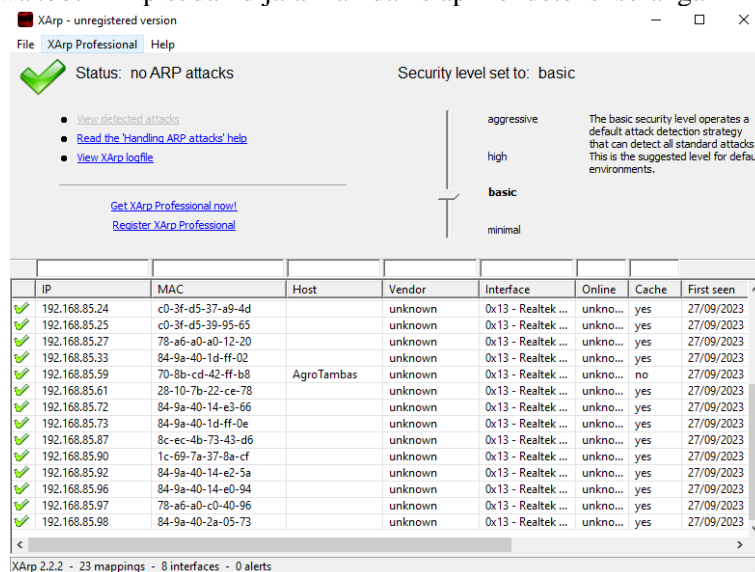 XArp - unregistered version
File XArp Professional Help
Status: no ARP attacks
Security level set to: basic
View detected attacks
Read the 'Handling ARP attacks' help
View XArp logfile
Get XArp Professional now!
Register XArp Professional
aggressive
high
basic
minimal
The basic security level operates a
default attack detection strategy
that can detect all standard attacks.
This is the suggested level for defau
environments.
IP MAC Host Vendor Interface Online Cache First seen
192.168.85.24 c0-3f-d5-37-a9-4d unknown 0x13 - Realtek ... unkno... yes 27/09/2023
192.168.85.25 c0-3f-d5-39-95-65 unknown 0x13 - Realtek ... unkno... yes 27/09/2023
192.168.85.27 78-a6-a0-a0-12-20 unknown 0x13 - Realtek ... unkno... yes 27/09/2023
192.168.85.33 84-9a-40-1d-ff-02 unknown 0x13 - Realtek ... unkno... yes 27/09/2023
192.168.85.59 70-8b-cd-42-ff-b8 AgroTambas unknown 0x13 - Realtek ... unkno... no 27/09/2023
192.168.85.61 28-10-7b-22-ce-78 unknown 0x13 - Realtek ... unkno... yes 27/09/2023
192.168.85.72 84-9a-40-14-e3-66 unknown 0x13 - Realtek ... unkno... yes 27/09/2023
192.168.85.73 84-9a-40-1d-ff-0e unknown 0x13 - Realtek ... unkno... yes 27/09/2023
192.168.85.87 8c-ec-4b-73-43-d6 unknown 0x13 - Realtek ... unkno... yes 27/09/2023
192.168.85.90 1c-69-7a-37-8a-cf unknown 0x13 - Realtek ... unkno... yes 27/09/2023
192.168.85.92 84-9a-40-14-e2-5a unknown 0x13 - Realtek ... unkno... yes 27/09/2023
192.168.85.96 84-9a-40-14-e0-94 unknown 0x13 - Realtek ... unkno... yes 27/09/2023
192.168.85.97 78-a6-a0-c0-40-96 unknown 0x13 - Realtek ... unkno... yes 27/09/2023
192.168.85.98 84-9a-40-2a-05-73 unknown 0x13 - Realtek ... unkno... yes 27/09/2023
XArp 2.2.2 - 23 mappings - 8 interfaces - 0 alerts